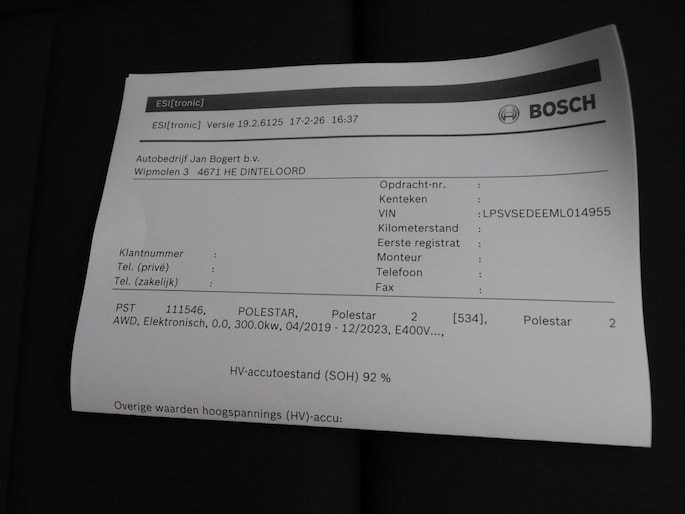 ESI[tronic]
ESI[tronic] Versie 19.2.6125 17-2-26 16:37
BOSCH
Autobedrijf Jan Bogert b.v.
Wipmolen 3 4671 HE DINTELOORD
Opdracht-nr. :
Kenteken :
VIN :LPSVSEDEEML014955
Kilometerstand :
Eerste registrat :
Klantnummer : Monteur :
Tel. (privé) : Telefoon :
Tel. (zakelijk) : Fax :
PST 111546, POLESTAR, Polestar 2 [534], Polestar 2
AWD, Elektronisch, 0.0, 300.0kw, 04/2019 - 12/2023, E400V...,
HV-accutoestand (SOH) 92 %
Overige waarden hoogspannings (HV)-accu: